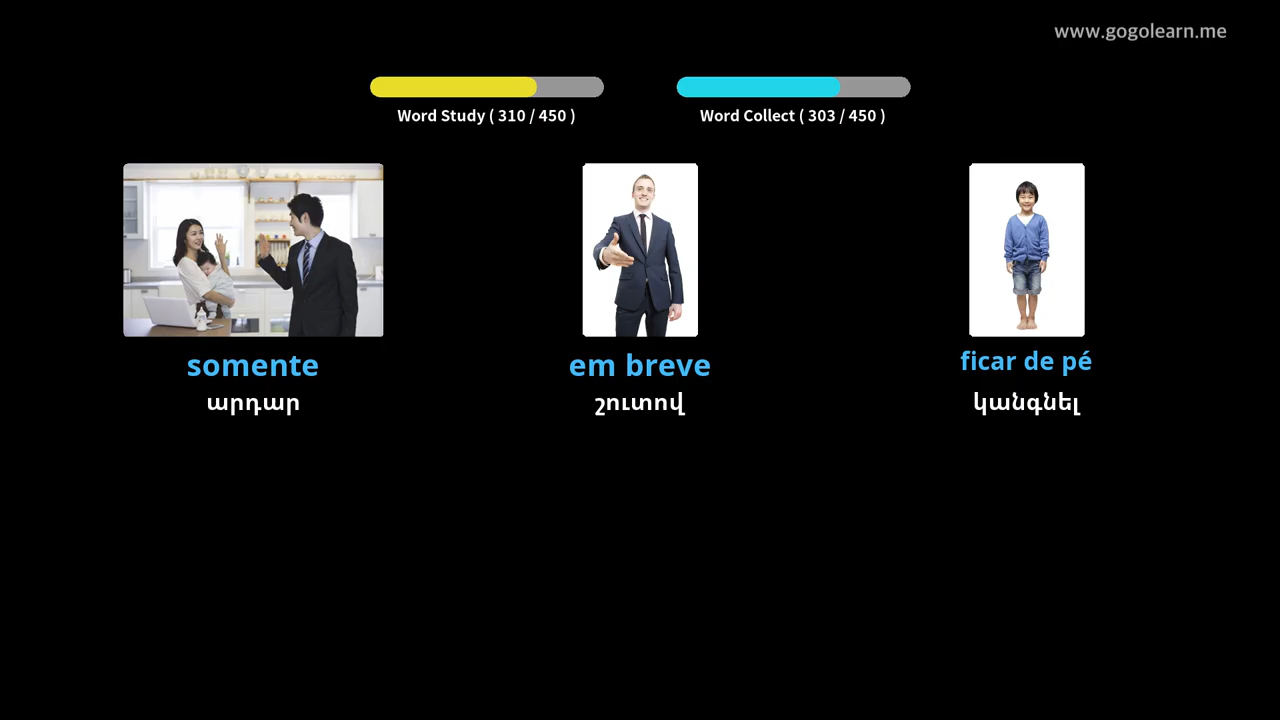 www.gogolearn.me
Word Study ( 310 / 450 )
Word Collect ( 303 / 450 )
somente
արդար
em breve
շուտով
ficar de pé
կանգնել